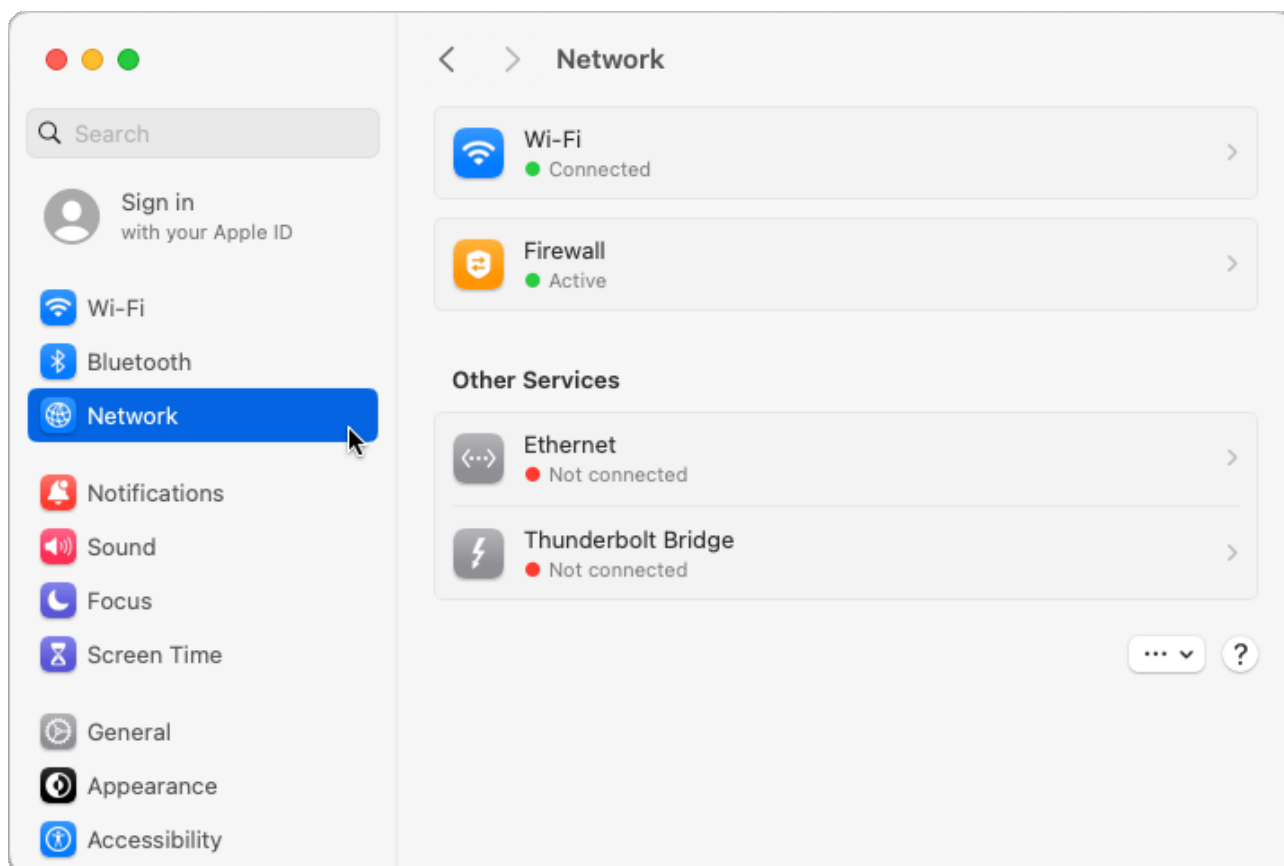 Search
Sign in
with your Apple ID
Wi-Fi
Bluetooth
Network
Notifications
Sound
Focus
Screen Time
General
Appearance
Accessibility
Network
Wi-Fi
Connected
Firewall
Active
Other Services
Ethernet
Not connected
Thunderbolt Bridge
Not connected
?